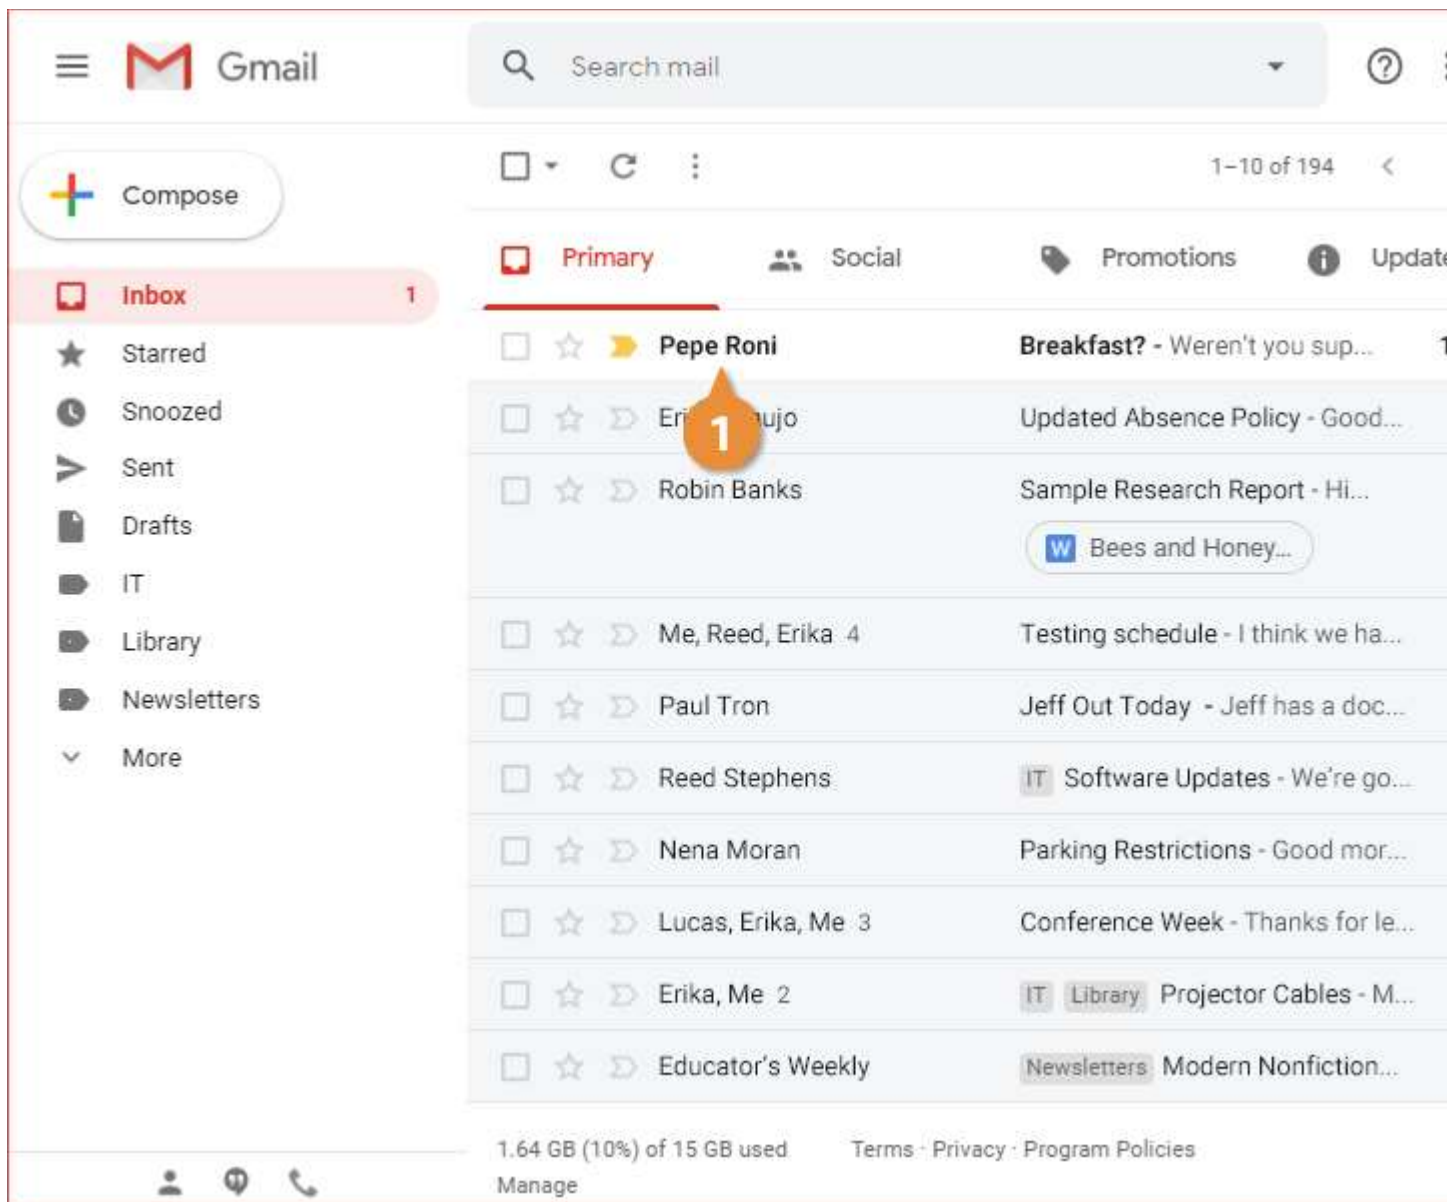 Gmail
Search mail
Compose
1–10 of 194
Inbox 1
Starred
Snoozed
Sent
Drafts
IT
Library
Newsletters
More
Primary Social Promotions
Pepe Roni Breakfast? - Weren't you sup...
1
Updated Absence Policy - Good...
Robin Banks Sample Research Report - Hi...
W Bees and Honey...
Me, Reed, Erika 4 Testing schedule - I think we ha...
Paul Tron Jeff Out Today - Jeff has a doc...
Reed Stephens IT Software Updates - We're go...
Nena Moran Parking Restrictions - Good mor...
Lucas, Erika, Me 3 Conference Week - Thanks for le...
Erika, Me 2 IT Library Projector Cables - M...
Educator's Weekly Newsletters Modern Nonfiction...
1.64 GB (10%) of 15 GB used Terms · Privacy · Program Policies
Manage